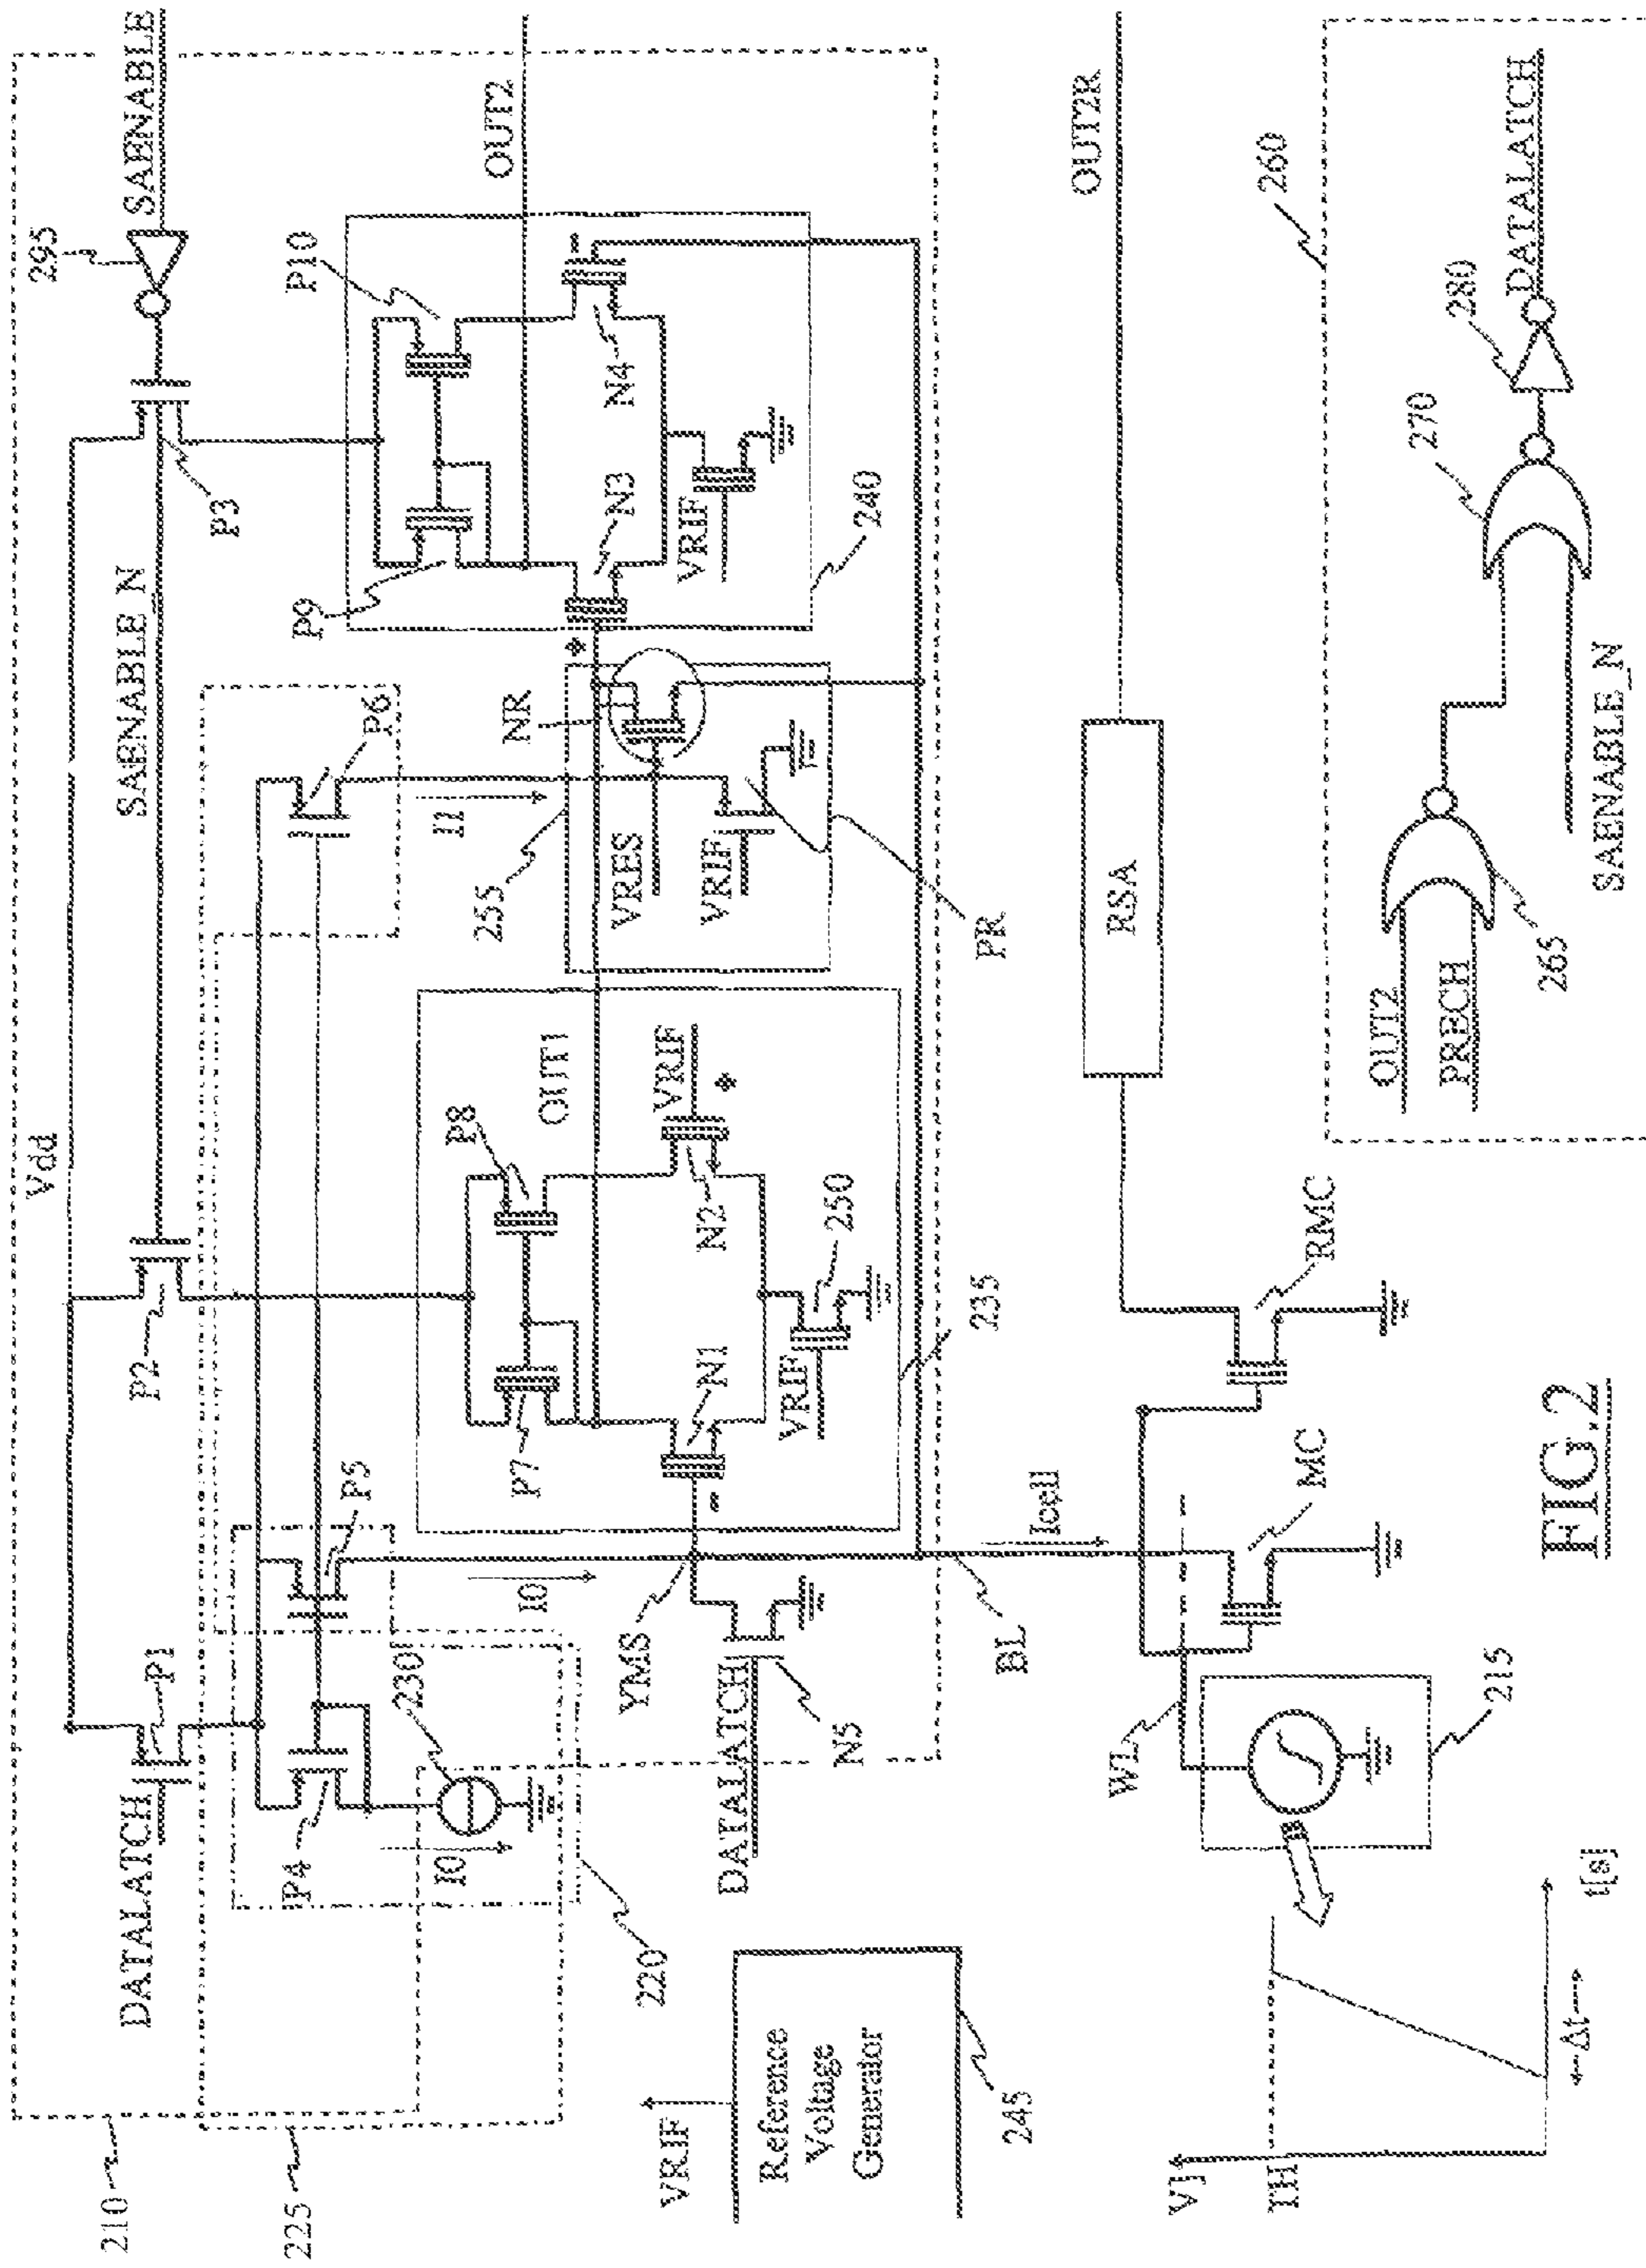 Vdd
SAENABLE
295
DATALATCH
P1
P2
SAENABLE_N
P3
P4
P5
P6
P10
I0
230
I0
I1
P9
OUT2
210
225
220
P7
P8
OUT1
255
NR
VRES
VRIF
N3
N4
VRIF
240
VRIF
N1
N2
VRIF
250
235
PR
YMS
DATALATCH
N5
VRIF
Reference
Voltage
Generator
245
BL
Icell
RSA
OUT2R
WL
MC
RMC
215
V1
TH
Δt
t[s]
OUT2
PRECH
265
SAENABLE_N
270
280
DATALATCH
260
FIG.2